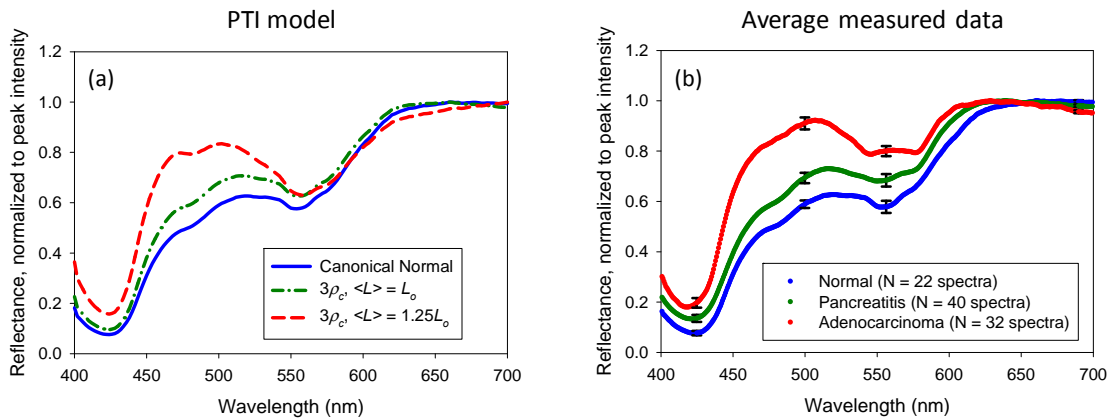 PTI model
Reflectance, normalized to peak intensity
1.2
1.0
0.8
0.6
0.4
0.2
0.0
(a)
Canonical Normal
3ρc, <L> = Lo
3ρc, <L> = 1.25Lo
400 450 500 550 600 650 700
Wavelength (nm)
Average measured data
Reflectance, normalized to peak intensity
1.2
1.0
0.8
0.6
0.4
0.2
0.0
(b)
Normal (N = 22 spectra)
Pancreatitis (N = 40 spectra)
Adenocarcinoma (N = 32 spectra)
400 450 500 550 600 650 700
Wavelength (nm)